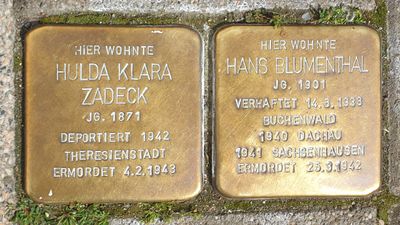 HIER WOHNTE
HULDA KLARA
ZADECK
JG. 1871
DEPORTIERT 1942
THERESIENSTADT
ERMORDET 4.2.1943
HIER WOHNTE
HANS BLUMENTHAL
JG. 1901
VERHAFTET 14.6.1938
BUCHENWALD
1940 DACHAU
1941 SACHSENHAUSEN
ERMORDET 25.3.1942